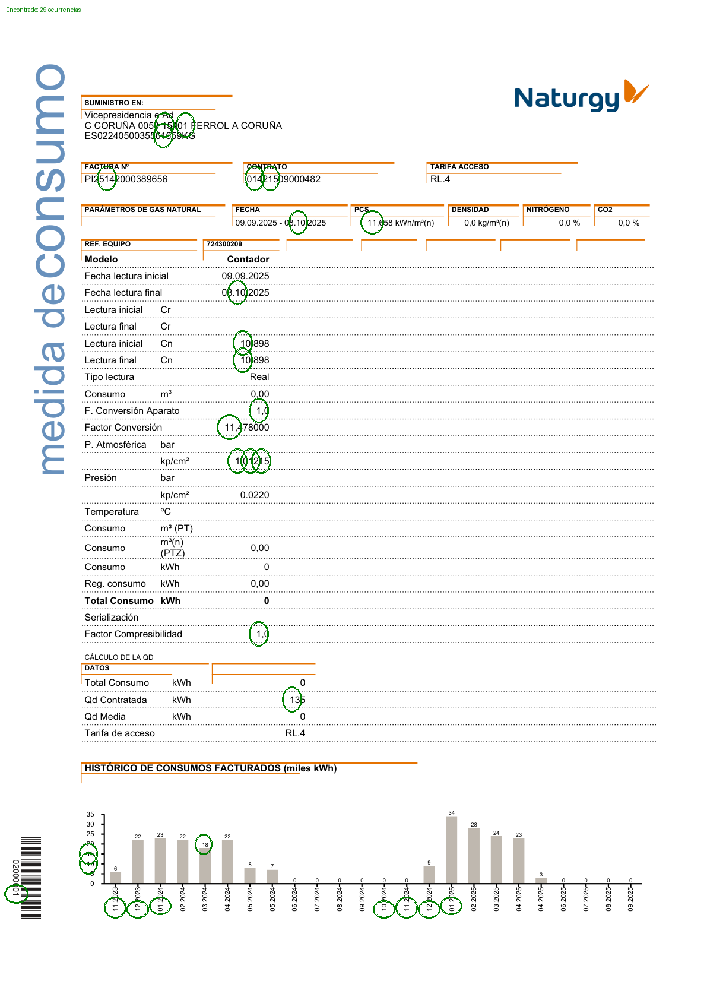 Encontrado: 29 ocurrencias
medida de consumo
Naturgy
SUMINISTRO EN:
Vicepresidencia e Ad
C CORUÑA 0058 15401 FERROL A CORUÑA
FACTURA Nº CONTRATO TARIFA ACCESO
PI25142000389656 01421509000482 RL.4
PARÁMETROS DE GAS NATURAL FECHA PCS DENSIDAD NITRÓGENO CO2
09.09.2025 - 08.10.2025 11,658 kWh/m³(n) 0,0 kg/m³(n) 0,0 % 0,0 %
REF. EQUIPO 724300209
Modelo Contador
Fecha lectura inicial 09.09.2025
Fecha lectura final 08.10.2025
Lectura inicial Cr
Lectura final Cr
Lectura inicial Cn 10.898
Lectura final Cn 10.898
Tipo lectura Real
Consumo m³ 0,00
F. Conversión Aparato 1,0
Factor Conversión 11,478000
P. Atmosférica bar
kp/cm² 1.01215
Presión bar
kp/cm² 0.0220
Temperatura ºC
Consumo m³ (PT)
Consumo m³(n) (PTZ) 0,00
Consumo kWh 0
Reg. consumo kWh 0,00
Total Consumo kWh 0
Serialización
Factor Compresibilidad 1,0
CÁLCULO DE LA QD
DATOS
Total Consumo kWh 0
Qd Contratada kWh 135
Qd Media kWh 0
Tarifa de acceso RL.4
HISTÓRICO DE CONSUMOS FACTURADOS (miles kWh)
35
30
25
20
15
10
5
0
6 22 23 22 18 22 8 7 0 0 0 0 0 0 9 34 28 24 23 3 0 0 0 0
11.2023 12.2023 01.2024 02.2024 03.2024 04.2024 05.2024 05.2024 06.2024 07.2024 08.2024 09.2024 10.2024 11.2024 12.2024 01.2025 02.2025 03.2025 04.2025 04.2025 06.2025 07.2025 08.2025 09.2025
02000001